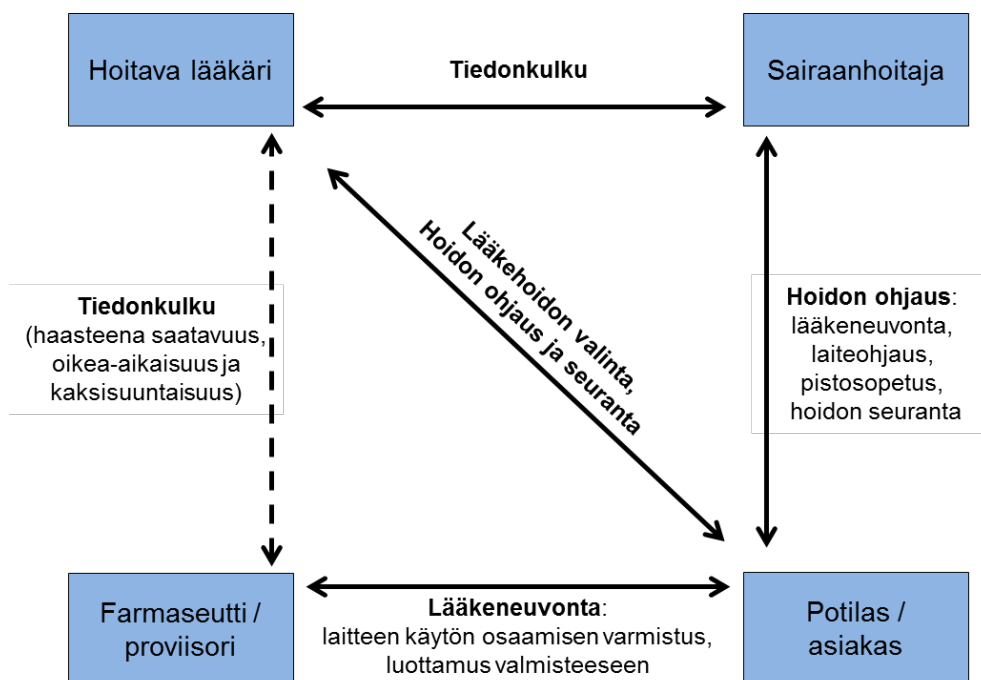 Hoitava lääkäri
Tiedonkulku
Sairaanhoitaja
Lääkehoidon valinta,
Hoidon ohjaus ja seuranta
Tiedonkulku
(haasteena saatavuus,
oikea-aikaisuus ja
kaksisuuntaisuus)
Hoidon ohjaus:
lääkeneuvonta,
laiteohjaus,
pistosopetus,
hoidon seuranta
Farmaseutti /
proviisori
Lääkeneuvonta:
laitteen käytön osaamisen varmistus,
luottamus valmisteeseen
Potilas /
asiakas